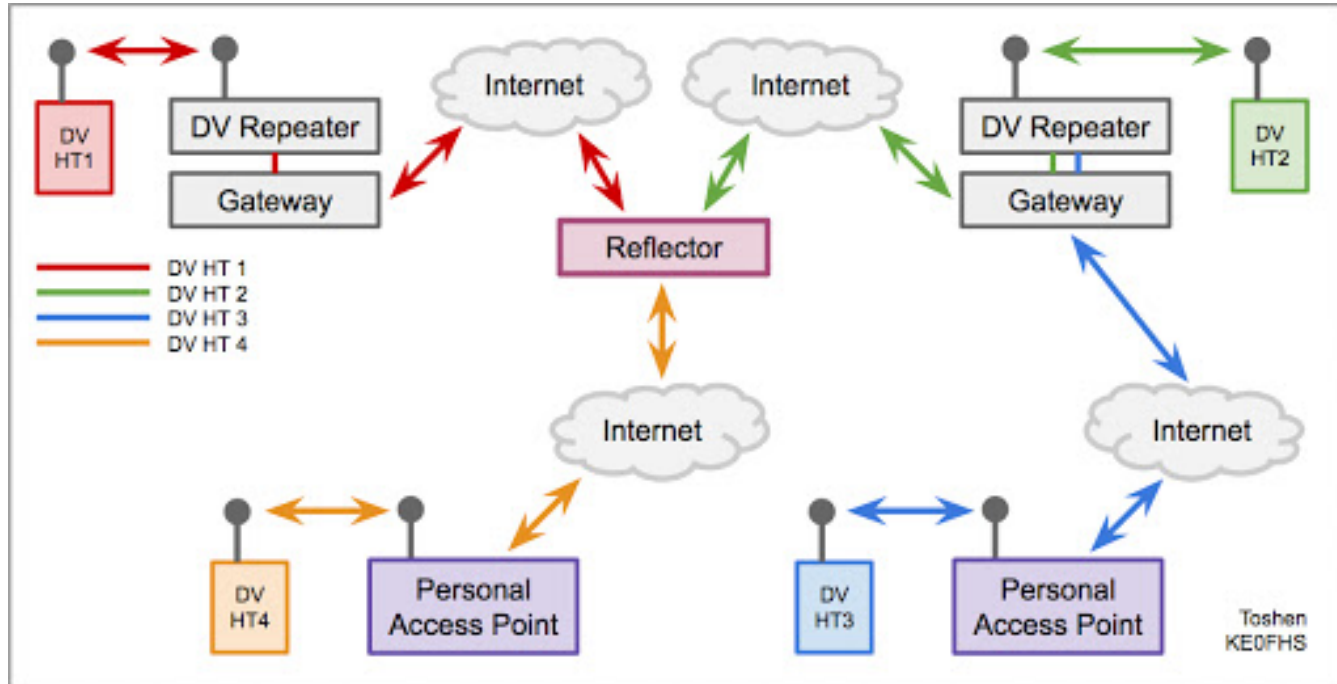 Internet
Internet
DV
HT1
DV Repeater
Gateway
DV Repeater
Gateway
DV
HT2
Reflector
DV HT 1
DV HT 2
DV HT 3
DV HT 4
Internet
Internet
DV
HT4
Personal
Access Point
DV
HT3
Personal
Access Point
Toshen
KE0FHS